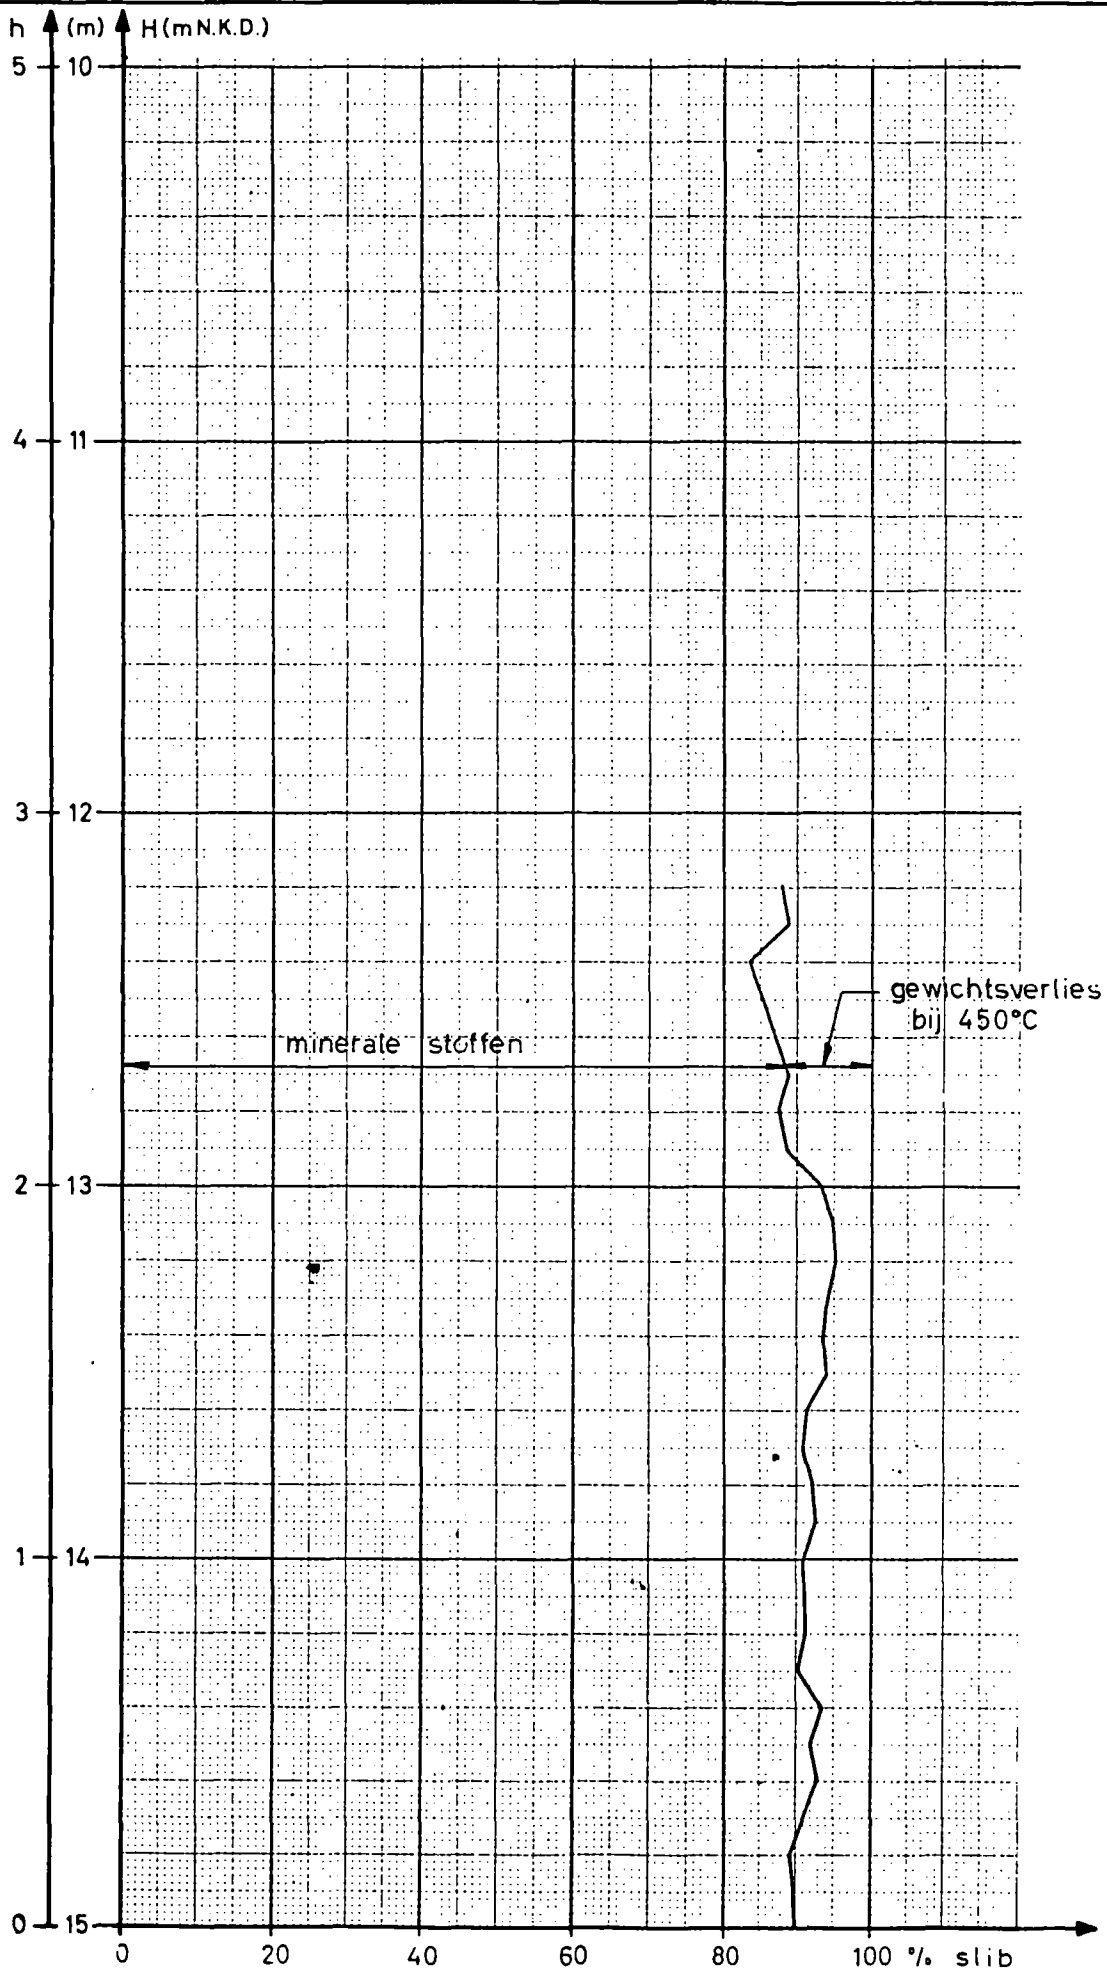 h (m) H(mN.K.D.)
5 10
4 11
3 12
gewichtsverlies
bij 450°C
minerale stoffen
2 13
1 14
0 15
0 20 40 60 80 100 % slib